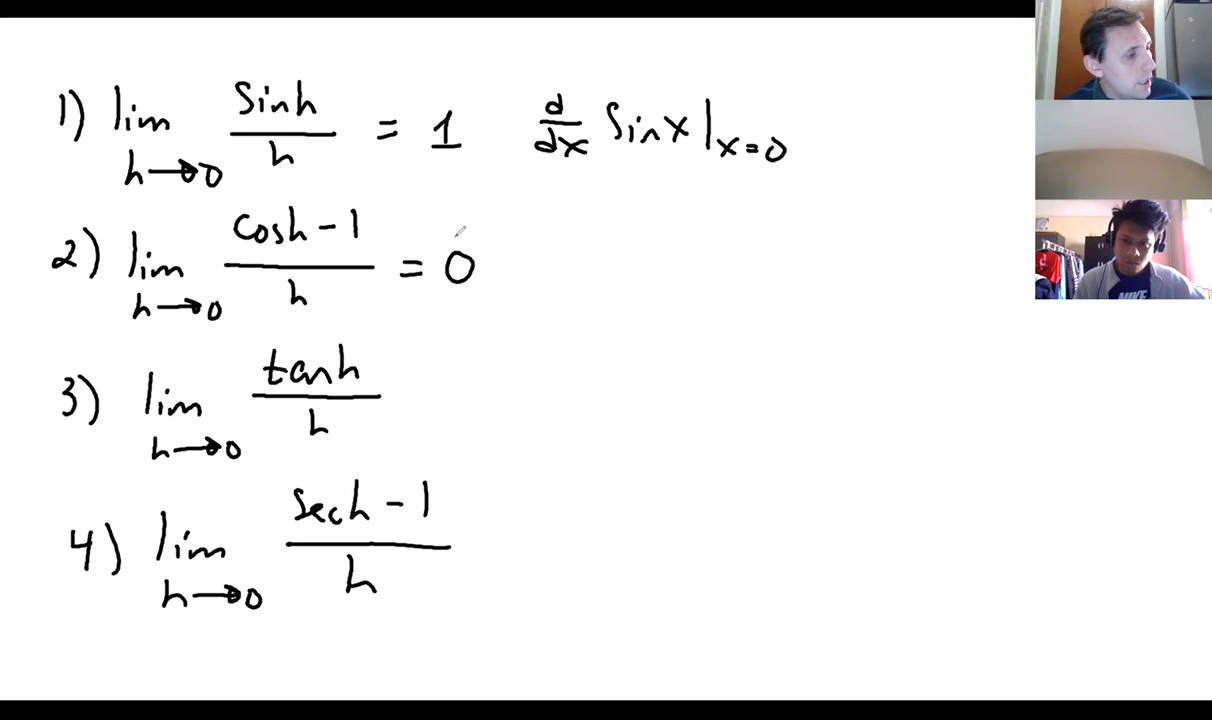 1) lim h→0 sinh/h = 1 d/dx sinx|x=0
2) lim h→0 cosh-1/h = 0
3) lim h→0 tanh/h
4) lim h→0 sech-1/h
NIKE